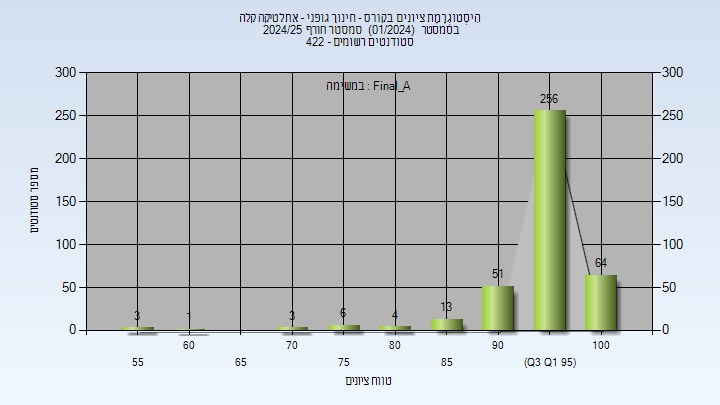 היסטוגרמת ציונים בקורס - חינוך גופני - אתלטיקה קלה
בסמסטר (01/2024) סמסטר חורף 2024/25
סטודנטים רשומים - 422
במשימה : Final_A
מספר סטודנטים
300 300
250 250
200 200
150 150
100 100
50 50
0 0
3 1 3 6 4 13 51 256 64
60 70 80 90 100
55 65 75 85 (Q3 Q1 95)
טווח ציונים